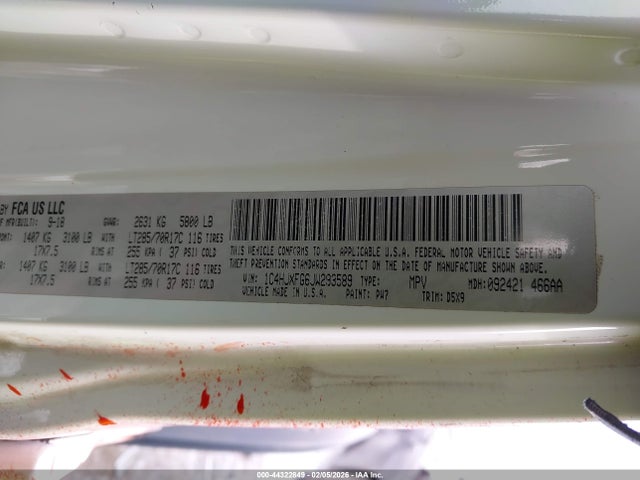 BY FCA US LLC
F MFR(BUILT): 9-18 GVWR: 2631 KG 5800 LB
ONT: 1407 KG 3100 LB WITH LT285/70R17C 116 TIRES
17X7.5 RIMS AT 255 KPA ( 37 PSI) COLD
R: 1407 KG 3100 LB WITH LT285/70R17C 116 TIRES
17X7.5 RIMS AT 255 KPA ( 37 PSI) COLD
THIS VEHICLE CONFORMS TO ALL APPLICABLE U.S.A. FEDERAL MOTOR VEHICLE SAFETY AND
THEFT PREVENTION STANDARDS IN EFFECT ON THE DATE OF MANUFACTURE SHOWN ABOVE.
VIN: 1C4HJXFG6JW293589 TYPE: MPV MDH: 092421 466AA
VEHICLE MADE IN U.S.A. PAINT: PW7 TRIM: D5X9
000-44322849 - 02/05/2026 - IAA Inc.